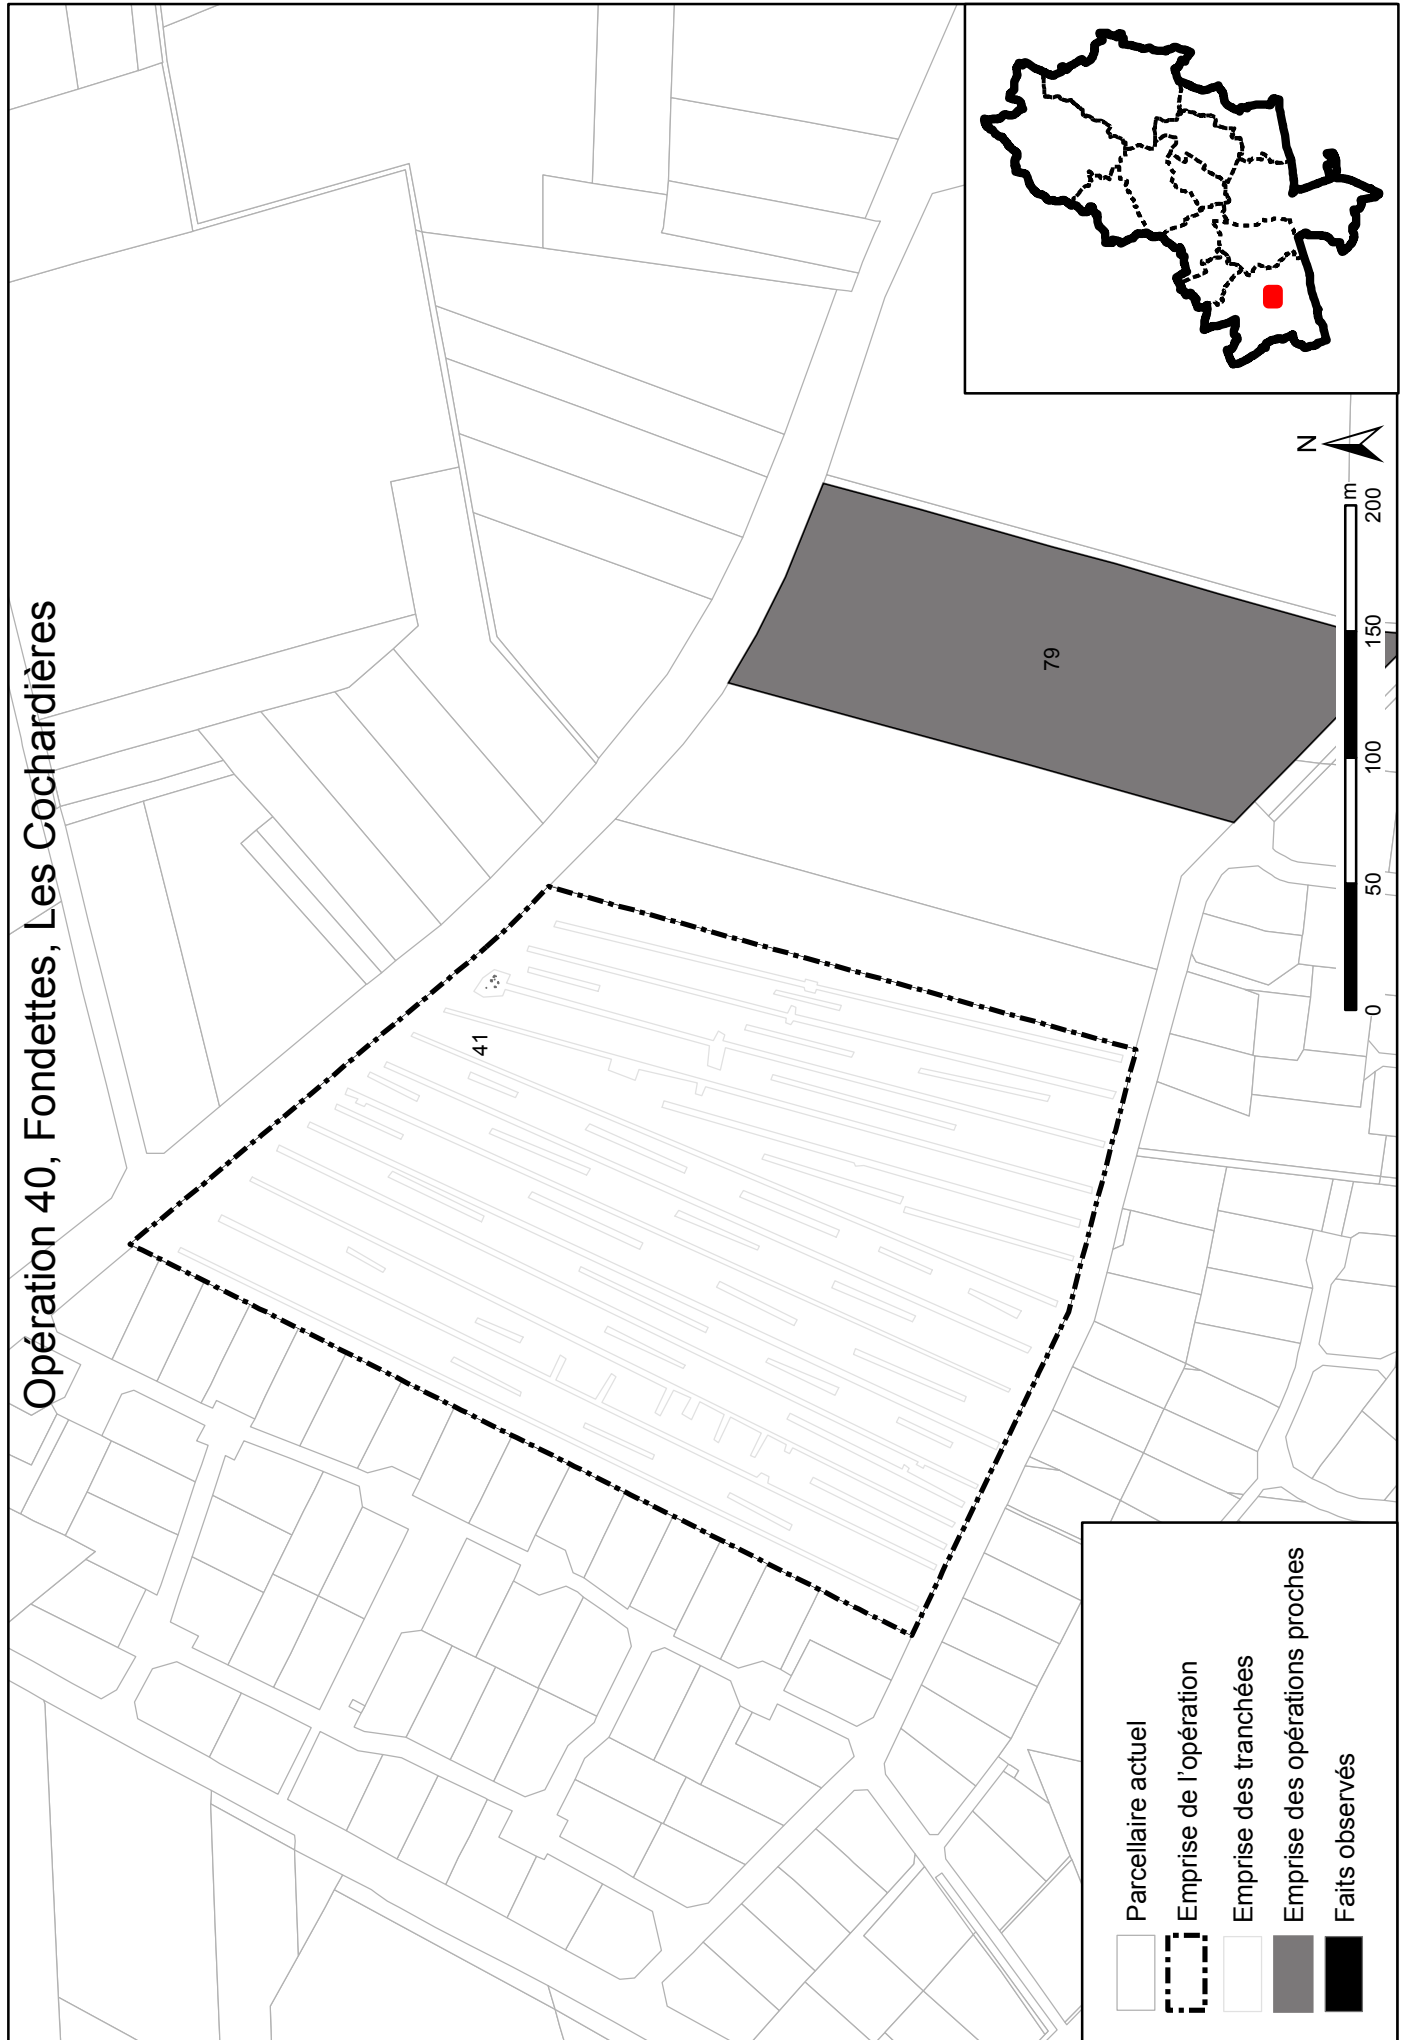 Opération 40, Fondettes, Les Cochardières
41
79
N
0 50 100 150 200 m
Parcellaire actuel
Emprise de l'opération
Emprise des tranchées
Emprise des opérations proches
Faits observés